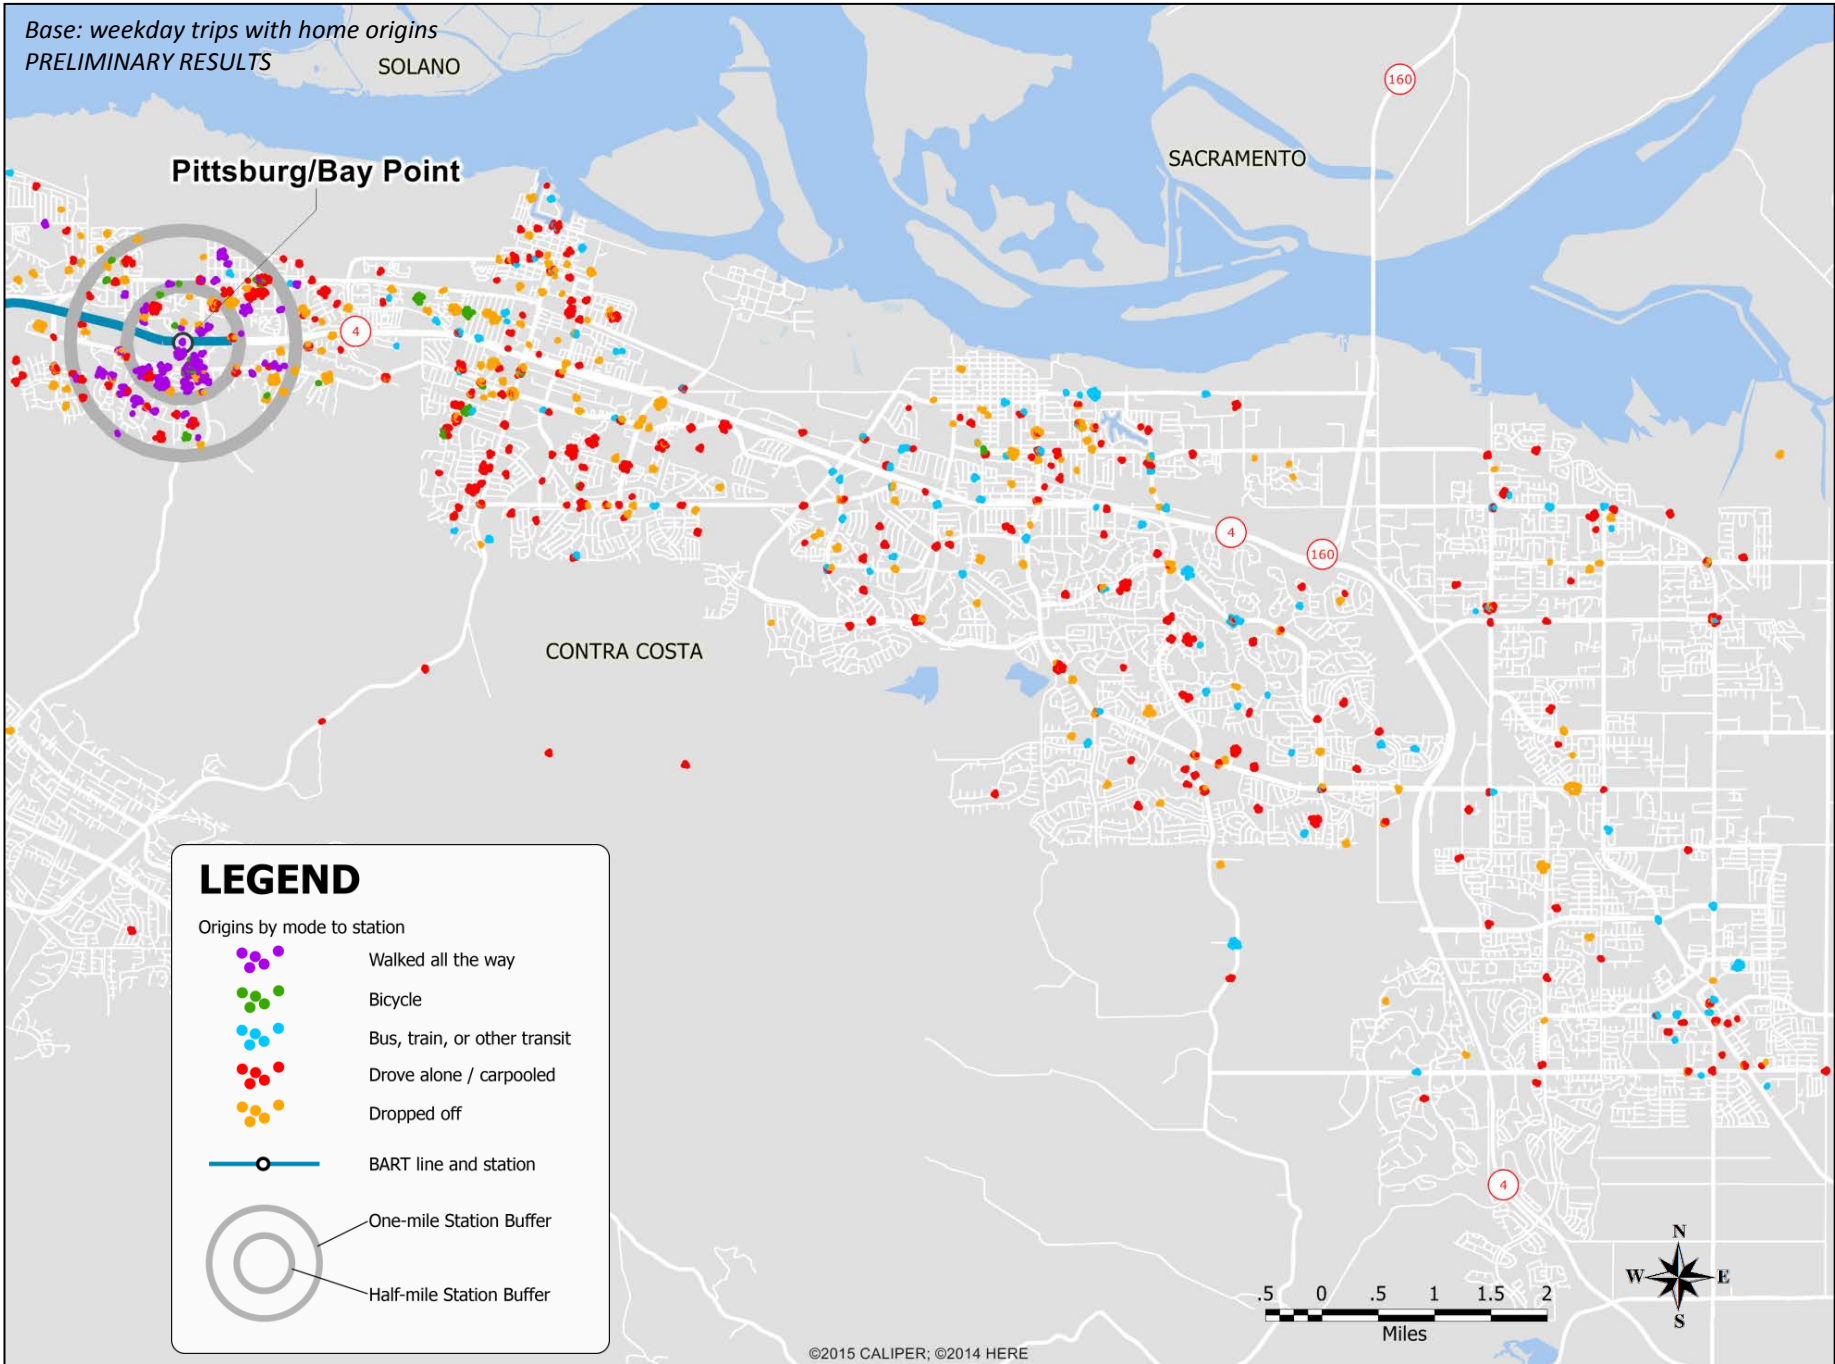 Base: weekday trips with home origins
PRELIMINARY RESULTS
SOLANO
160
SACRAMENTO
Pittsburg/Bay Point
4
4
160
CONTRA COSTA
LEGEND
Origins by mode to station
Walked all the way
Bicycle
Bus, train, or other transit
Drove alone / carpooled
Dropped off
BART line and station
One-mile Station Buffer
Half-mile Station Buffer
4
N
W E
S
.5 0 .5 1 1.5 2
Miles
©2015 CALIPER; ©2014 HERE